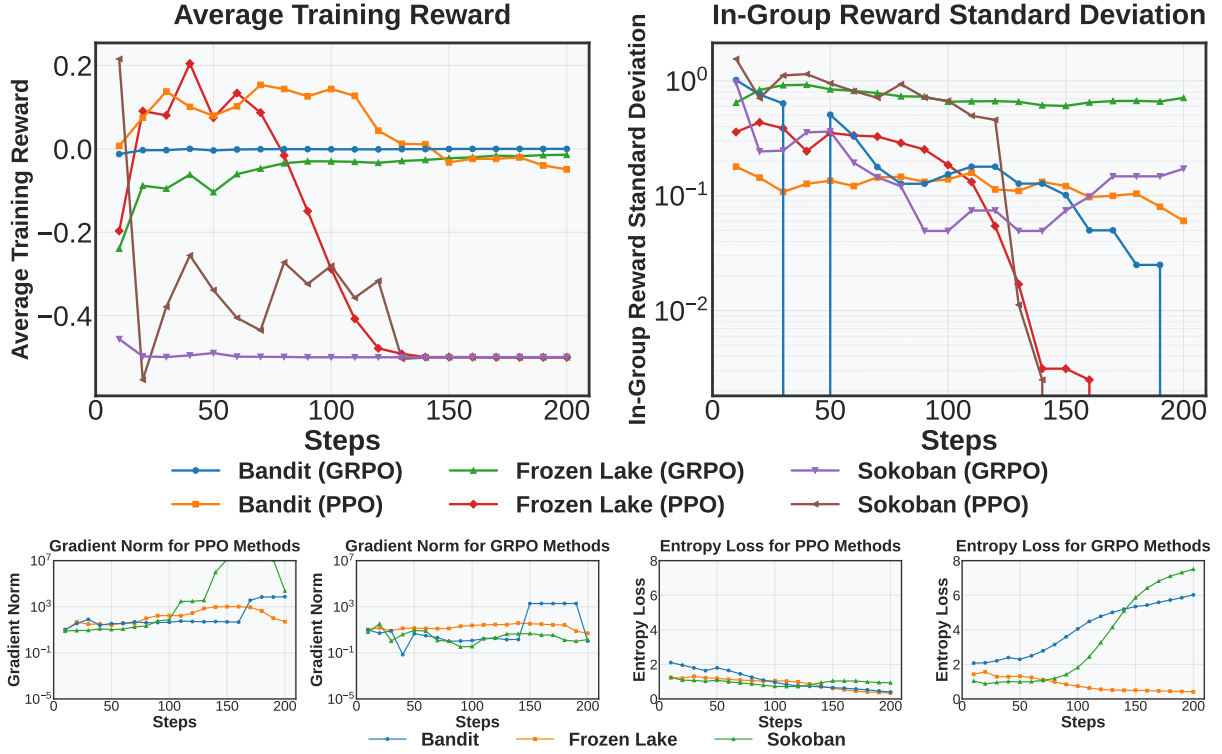 Average Training Reward
In-Group Reward Standard Deviation
Average Training Reward
0.2
0.0
−0.2
−0.4
0
50
100
150
200
Steps
In-Group Reward Standard Deviation
10^0
10^−1
10^−2
0
50
100
150
200
Steps
Bandit (GRPO)
Frozen Lake (GRPO)
Sokoban (GRPO)
Bandit (PPO)
Frozen Lake (PPO)
Sokoban (PPO)
Gradient Norm for PPO Methods
Gradient Norm
10^7
10^3
10^−1
10^−5
0
50
100
150
200
Steps
Gradient Norm for GRPO Methods
Gradient Norm
10^7
10^3
10^−1
10^−5
0
50
100
150
200
Steps
Entropy Loss for PPO Methods
Entropy Loss
8
6
4
2
0
0
50
100
150
200
Steps
Entropy Loss for GRPO Methods
Entropy Loss
8
6
4
2
0
0
50
100
150
200
Steps
Bandit
Frozen Lake
Sokoban